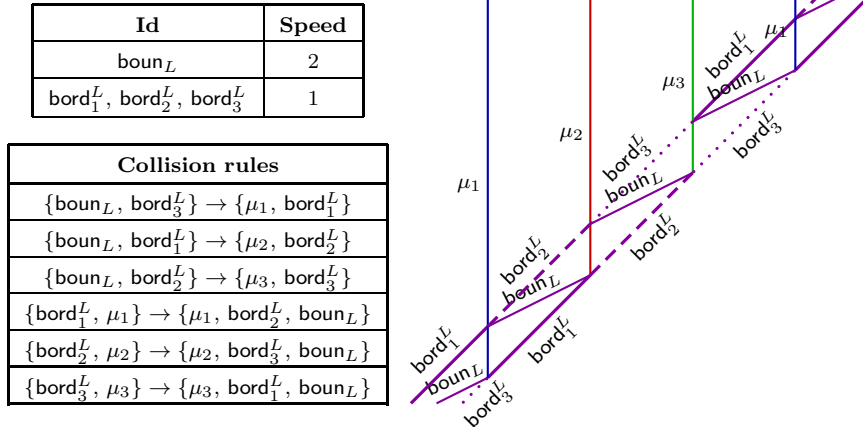 Id Speed
boun_L 2
bord_1^L, bord_2^L, bord_3^L 1
Collision rules
{boun_L, bord_3^L} → {μ_1, bord_1^L}
{boun_L, bord_1^L} → {μ_2, bord_2^L}
{boun_L, bord_2^L} → {μ_3, bord_3^L}
{bord_1^L, μ_1} → {μ_1, bord_2^L, boun_L}
{bord_2^L, μ_2} → {μ_2, bord_3^L, boun_L}
{bord_3^L, μ_3} → {μ_3, bord_1^L, boun_L}
μ_1
bord_1^L
boun_L
μ_3
bord_3^L
μ_2
bord_3^L
boun_L
μ_1
bord_2^L
bord_2^L
boun_L
bord_1^L
bord_1^L
boun_L
bord_3^L